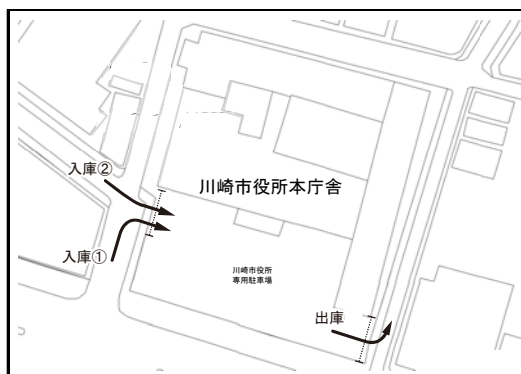 入庫②
川崎市役所本庁舎
入庫①
川崎市役所
専用駐車場
出庫